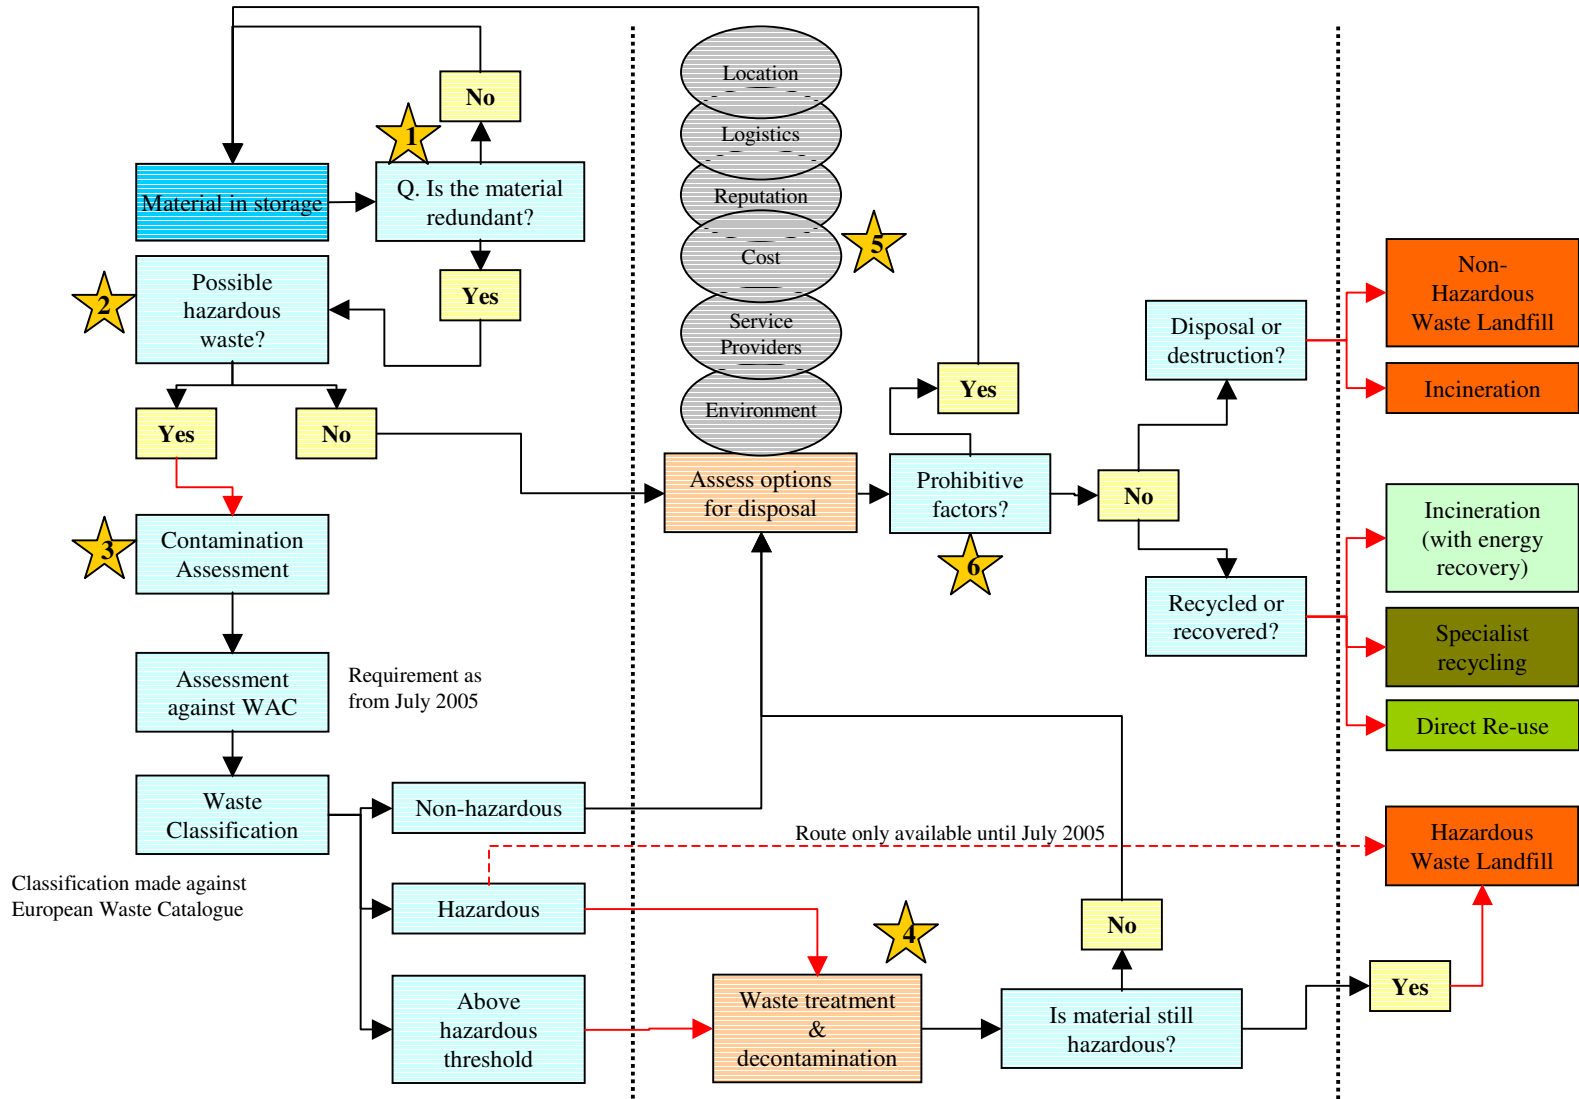 No
1
Material in storage
Q. Is the material
redundant?
Yes
2
Possible
hazardous
waste?
Yes
No
3
Contamination
Assessment
Assessment
against WAC
Requirement as
from July 2005
Waste
Classification
Classification made against
European Waste Catalogue
Non-hazardous
Hazardous
Above
hazardous
threshold
Location
Logistics
Reputation
Cost
Service
Providers
Environment
5
Assess options
for disposal
Prohibitive
factors?
6
Yes
No
Disposal or
destruction?
Recycled or
recovered?
Route only available until July 2005
4
Waste treatment
&
decontamination
Is material still
hazardous?
No
Yes
Non-
Hazardous
Waste Landfill
Incineration
Incineration
(with energy
recovery)
Specialist
recycling
Direct Re-use
Hazardous
Waste Landfill